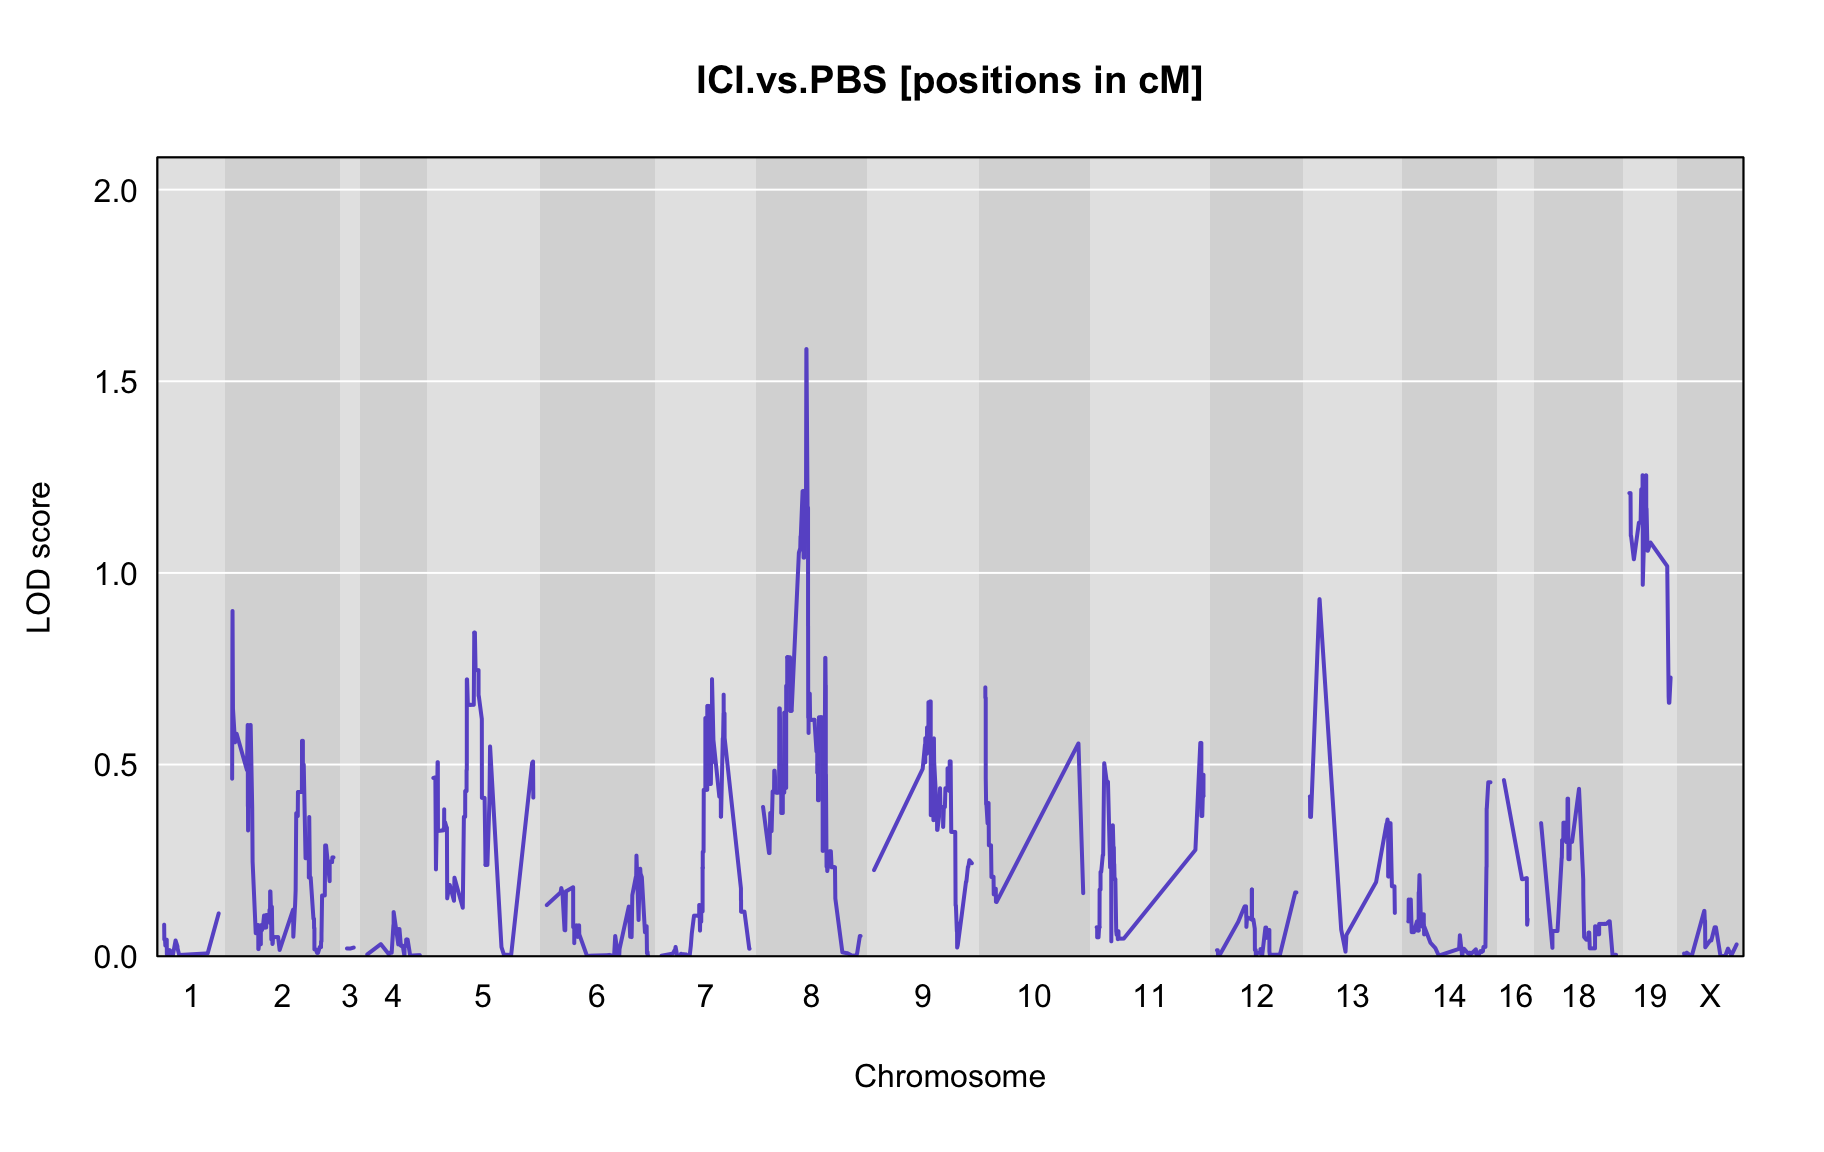 ICI.vs.PBS [positions in cM]
2.0
1.5
1.0
0.5
0.0
LOD score
1 2 3 4 5 6 7 8 9 10 11 12 13 14 16 18 19 X
Chromosome